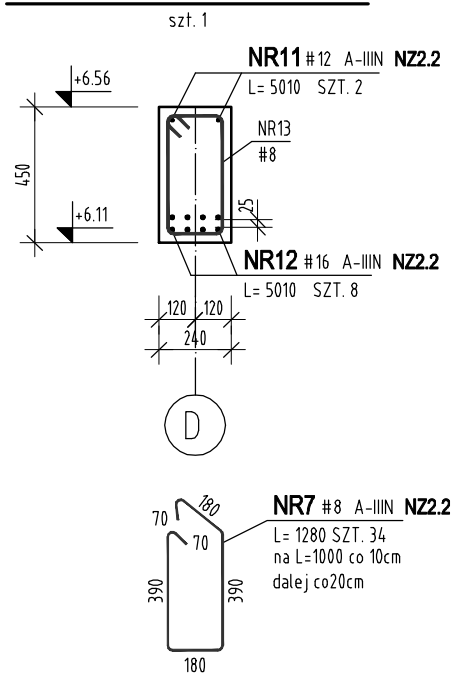 szt. 1
NR11 #12 A-IIIN NZ2.2
L= 5010 SZT. 2
+6.56
NR13
#8
450
25
+6.11
NR12 #16 A-IIIN NZ2.2
L= 5010 SZT. 8
120 120
240
D
180
NR7 #8 A-IIIN NZ2.2
70
70
L= 1280 SZT. 34
na L=1000 co 10cm
dalej co20cm
390 390
180